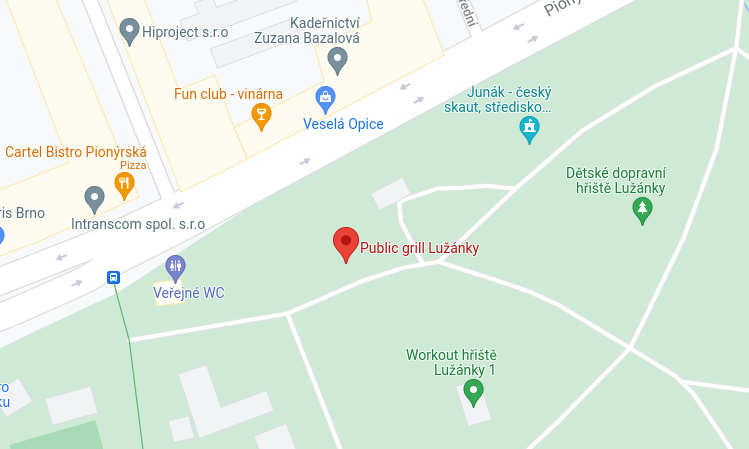 Kadeřnictví
Zuzana Bazalová
Hiproject s.r.o
Fun club - vinárna
Veselá Opice
Junák - český
skaut, středisko...
Cartel Bistro Pionýrská
Pizza
Dětské dopravní
hřiště Lužánky
Intranscom spol. s.r.o
Public grill Lužánky
Veřejné WC
Workout hřiště
Lužánky 1